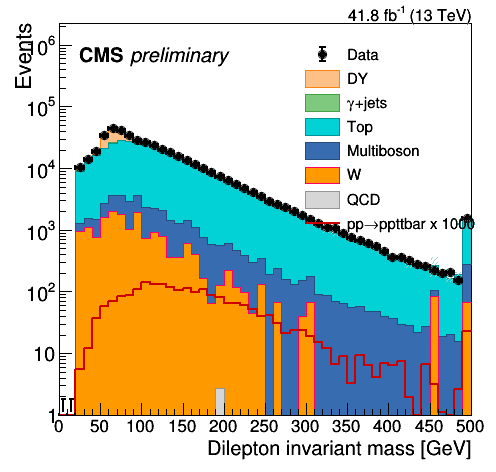 41.8 fb⁻¹ (13 TeV)
CMS preliminary
Events
Data
DY
γ+jets
Top
Multiboson
W
QCD
pp→ppttbar x 1000
10⁶
10⁵
10⁴
10³
10²
10
1
0 50 100 150 200 250 300 350 400 450 500
Dilepton invariant mass [GeV]